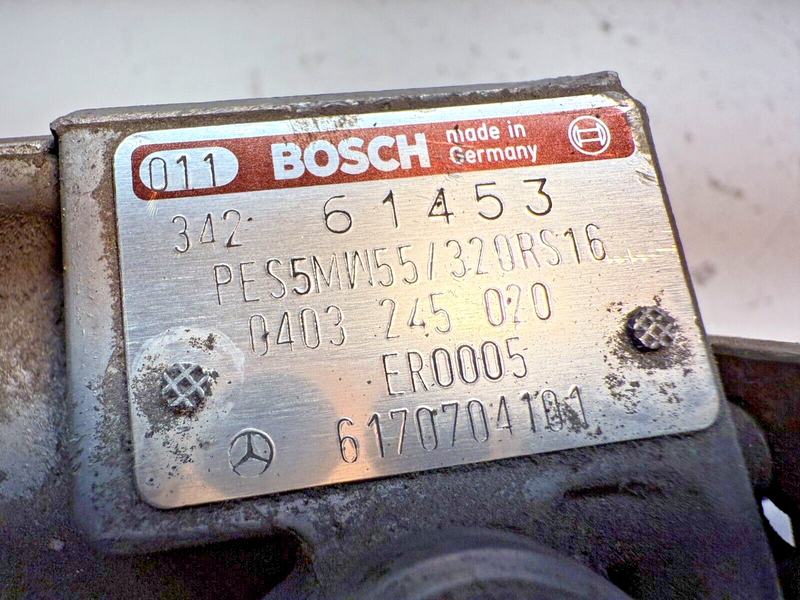 011 BOSCH made in Germany
342 61453
PES5MW55/320RS16
0403 245 020
ER0005
6170704101